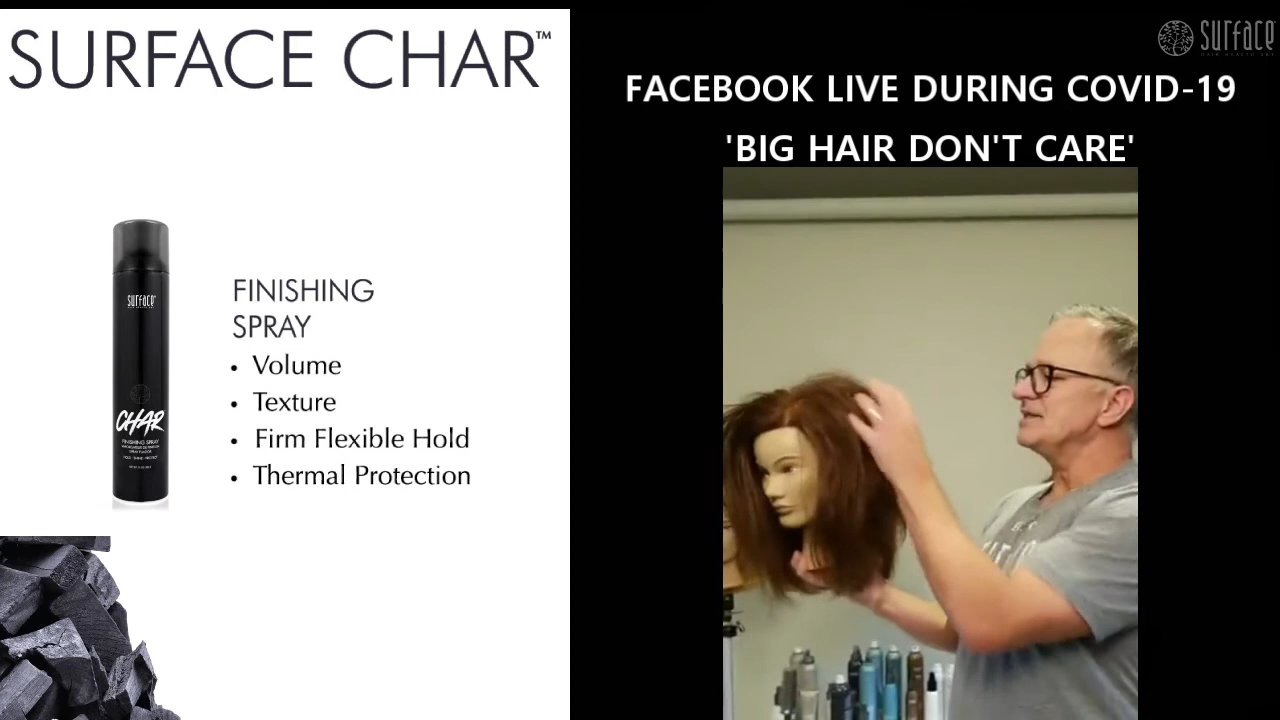 SURFACE CHAR™
surface
FACEBOOK LIVE DURING COVID-19
'BIG HAIR DON'T CARE'
FINISHING
SPRAY
• Volume
• Texture
• Firm Flexible Hold
• Thermal Protection
surface
CHAR
FINISHING SPRAY